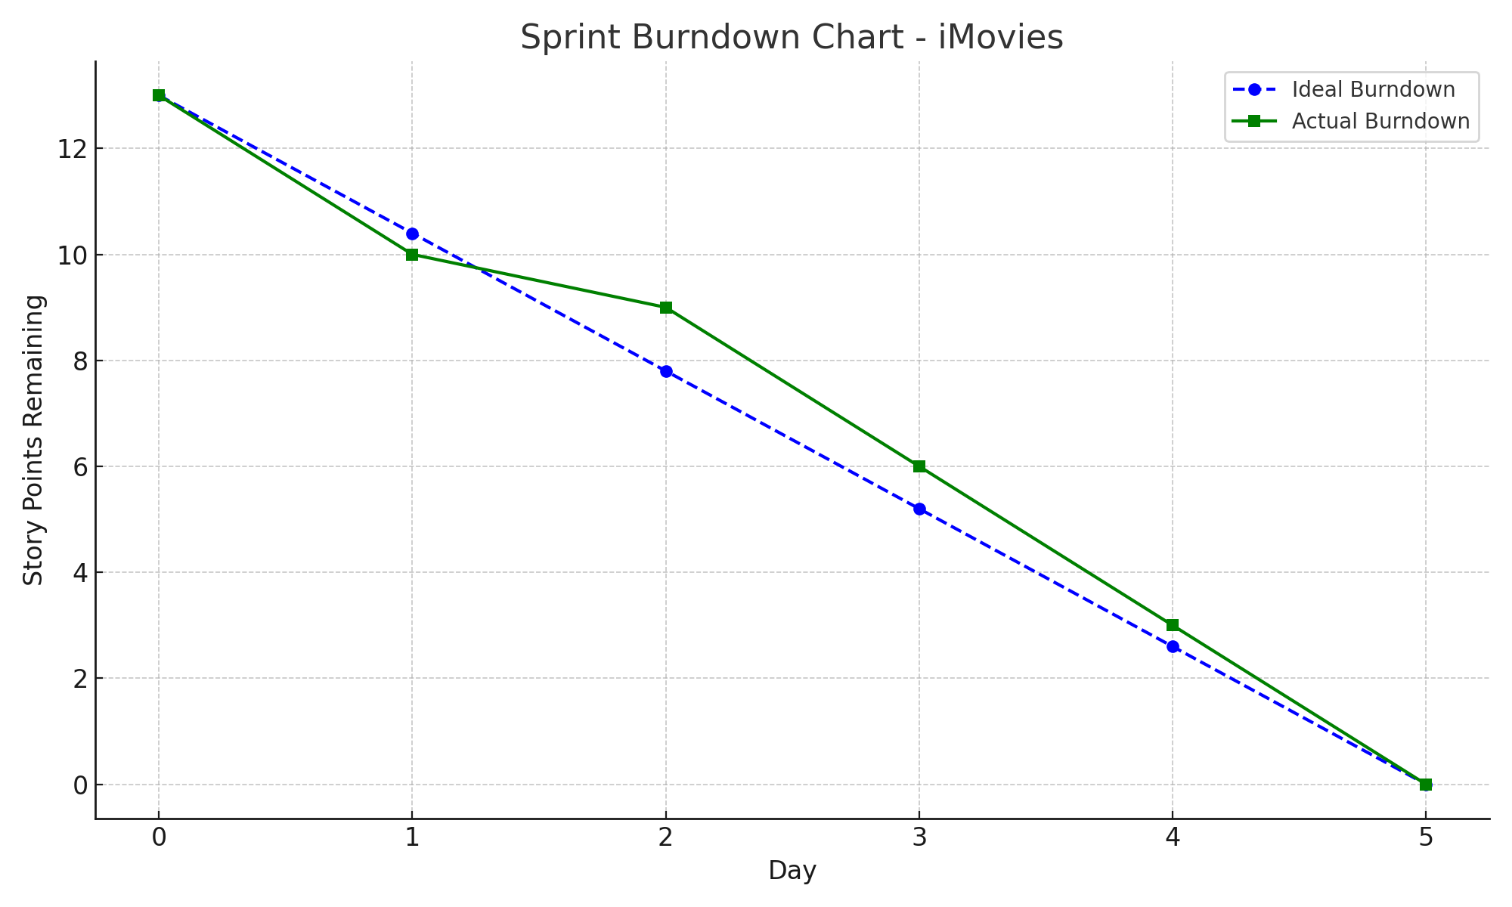 Sprint Burndown Chart - iMovies
Ideal Burndown
Actual Burndown
Story Points Remaining
12
10
8
6
4
2
0
0 1 2 3 4 5
Day